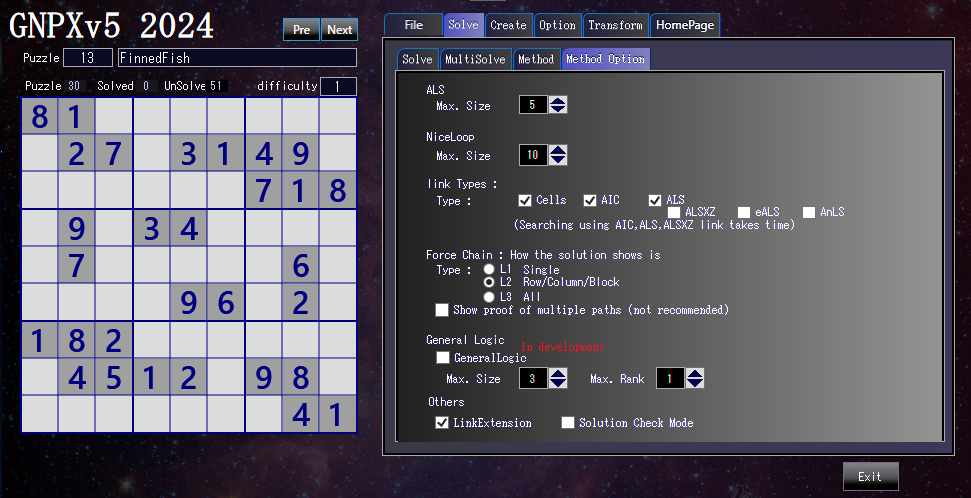 GNPXv5 2024
Pre Next
Puzzle 13 FinnedFish
Puzzle 30 Solved 0 UnSolve 51 difficulty 1
8 1
2 7 3 1 4 9
7 1 8
9 3 4
7 6
9 6 2
1 8 2
4 5 1 2 9 8
4 1
File Solve Create Option Transform HomePage
Solve MultiSolve Method Method Option
ALS
Max. Size 5
NiceLoop
Max. Size 10
link Types :
Type : Cells AIC ALS
ALSXZ eALS AnLS
(Searching using AIC,ALS,ALSXZ link takes time)
Force Chain : How the solution shows is
Type : L1 Single
L2 Row/Column/Block
L3 All
Show proof of multiple paths (not recommended)
General Logic
In development
GeneralLogic
Max. Size 3 Max. Rank 1
Others
LinkExtension Solution Check Mode
Exit